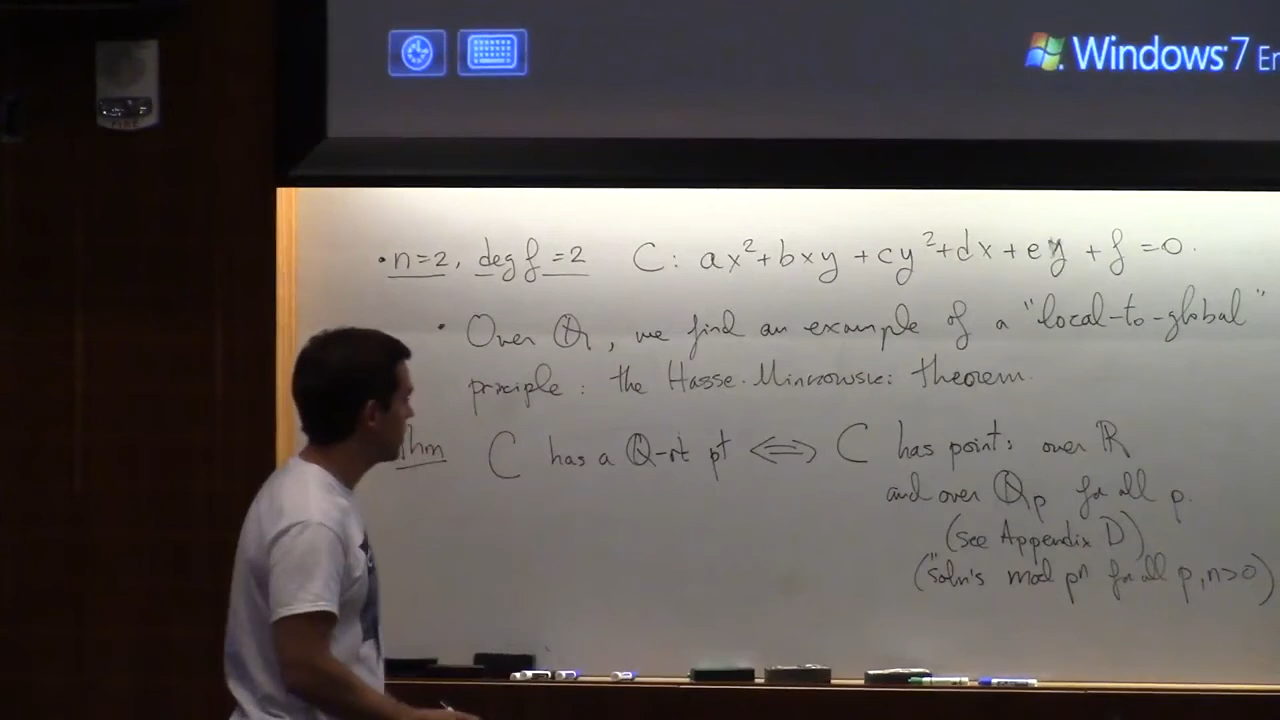 Windows 7 En
FIRE
• n=2, deg f=2 C: ax²+bxy+cy²+dx+ey+f=0.
• Over ℚ, we find an example of a "local-to-global"
principle: the Hasse-Minkowski theorem.
Thm C has a ℚ-rt pt ⟺ C has points over ℝ
and over ℚp for all p.
(see Appendix D)
("soln's mod pⁿ for all p, n>0)